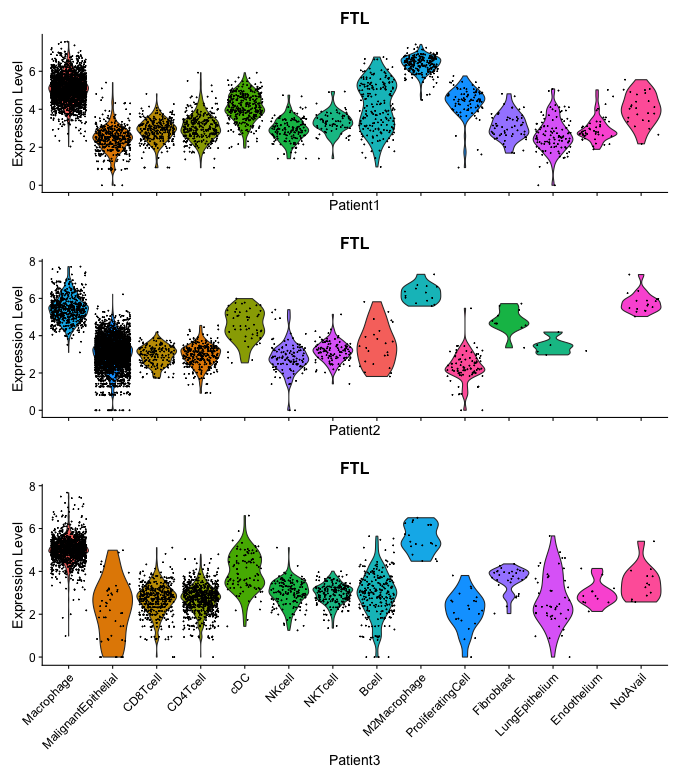 FTL
Expression Level
6
4
2
0
Patient1
FTL
Expression Level
8
6
4
2
0
Patient2
FTL
Expression Level
8
6
4
2
0
Macrophage
MalignantEpithelial
CD8Tcell
CD4Tcell
cDC
NKcell
NKTcell
Bcell
M2Macrophage
ProliferatingCell
Fibroblast
LungEpithelium
Endothelium
NotAvail
Patient3